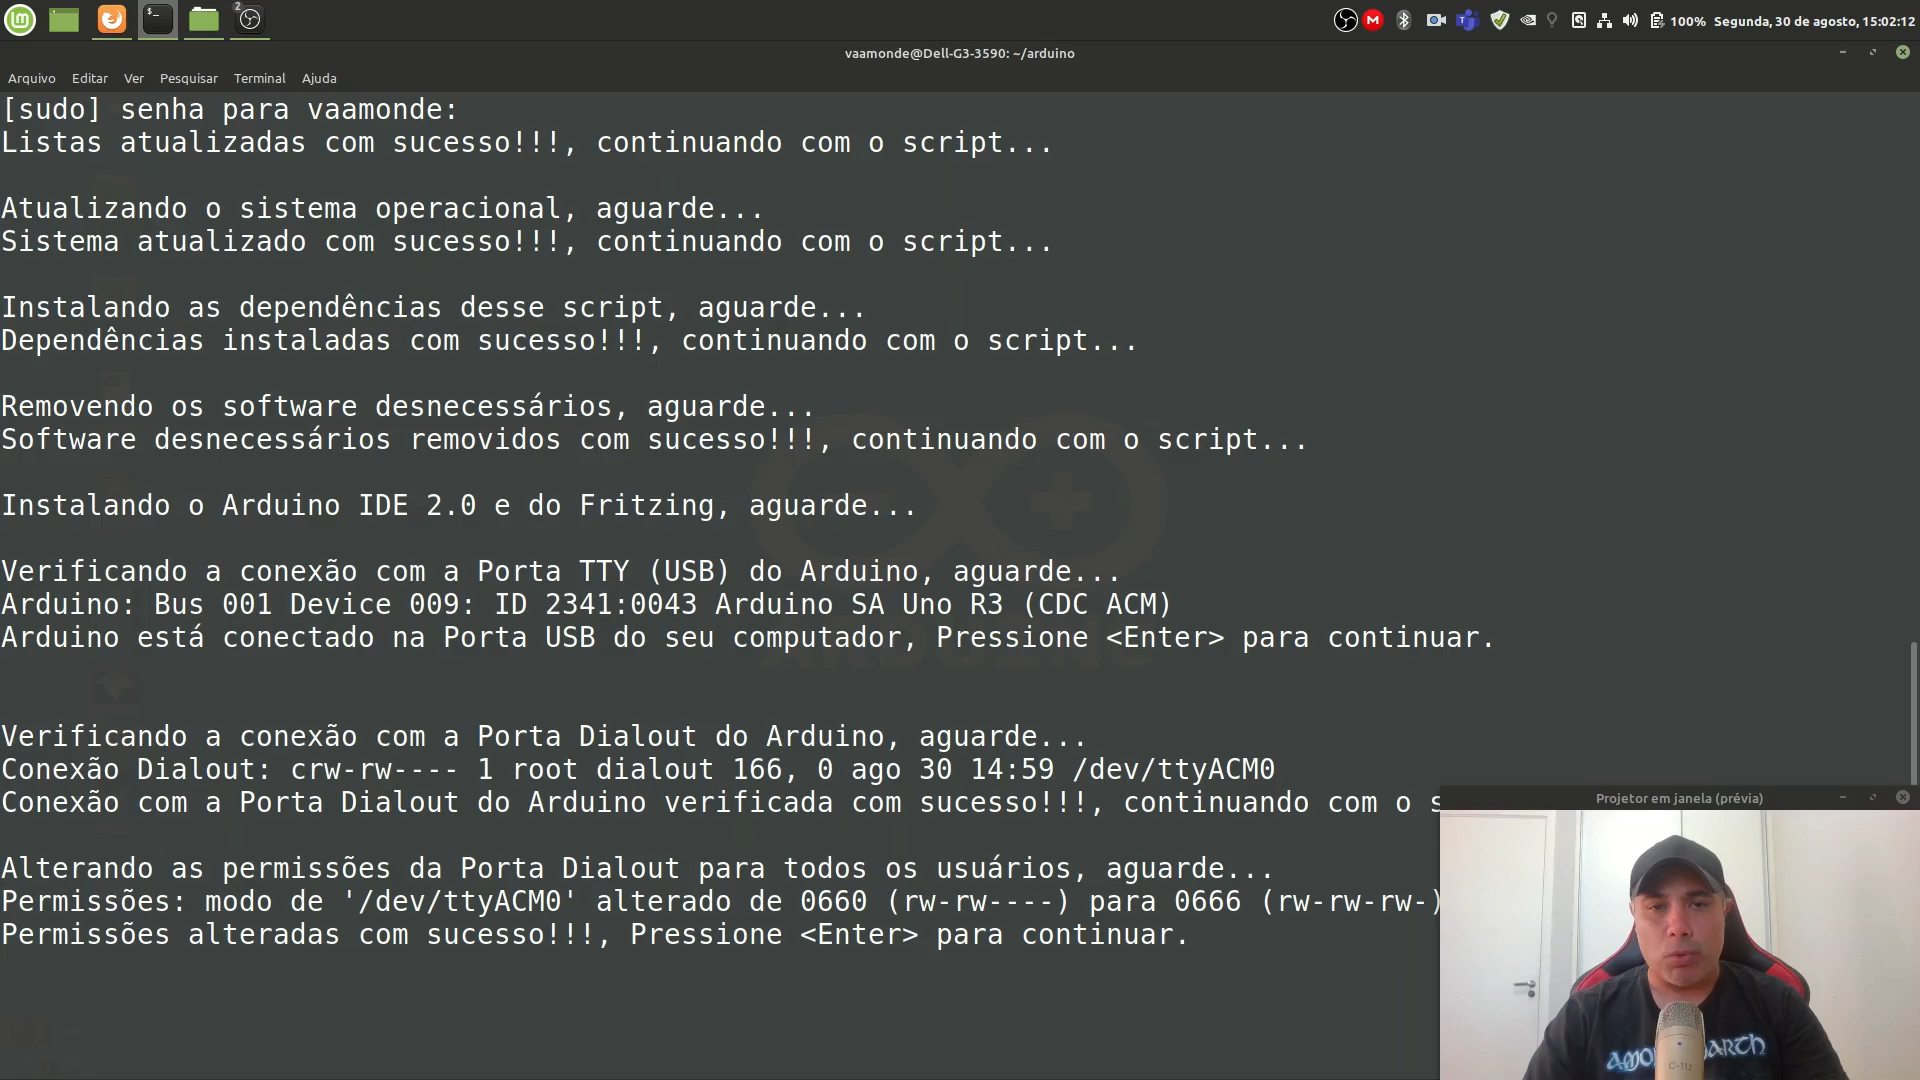 2
100% Segunda, 30 de agosto, 15:02:12
vaamonde@Dell-G3-3590: ~/arduino
Arquivo Editar Ver Pesquisar Terminal Ajuda
[sudo] senha para vaamonde:
Listas atualizadas com sucesso!!!, continuando com o script...
Atualizando o sistema operacional, aguarde...
Sistema atualizado com sucesso!!!, continuando com o script...
Instalando as dependências desse script, aguarde...
Dependências instaladas com sucesso!!!, continuando com o script...
Removendo os software desnecessários, aguarde...
Software desnecessários removidos com sucesso!!!, continuando com o script...
Instalando o Arduino IDE 2.0 e do Fritzing, aguarde...
Verificando a conexão com a Porta TTY (USB) do Arduino, aguarde...
Arduino: Bus 001 Device 009: ID 2341:0043 Arduino SA Uno R3 (CDC ACM)
Arduino está conectado na Porta USB do seu computador, Pressione <Enter> para continuar.
Verificando a conexão com a Porta Dialout do Arduino, aguarde...
Conexão Dialout: crw-rw---- 1 root dialout 166, 0 ago 30 14:59 /dev/ttyACM0
Conexão com a Porta Dialout do Arduino verificada com sucesso!!!, continuando com o s
Projetor em janela (prévia)
Alterando as permissões da Porta Dialout para todos os usuários, aguarde...
Permissões: modo de '/dev/ttyACM0' alterado de 0660 (rw-rw----) para 0666 (rw-rw-rw-)
Permissões alteradas com sucesso!!!, Pressione <Enter> para continuar.
C-1U